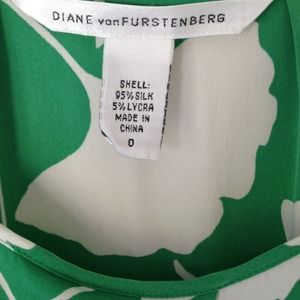 DIANE vonFURSTENBERG
SHELL:
95% SILK
5% LYCRA
MADE IN
CHINA
0